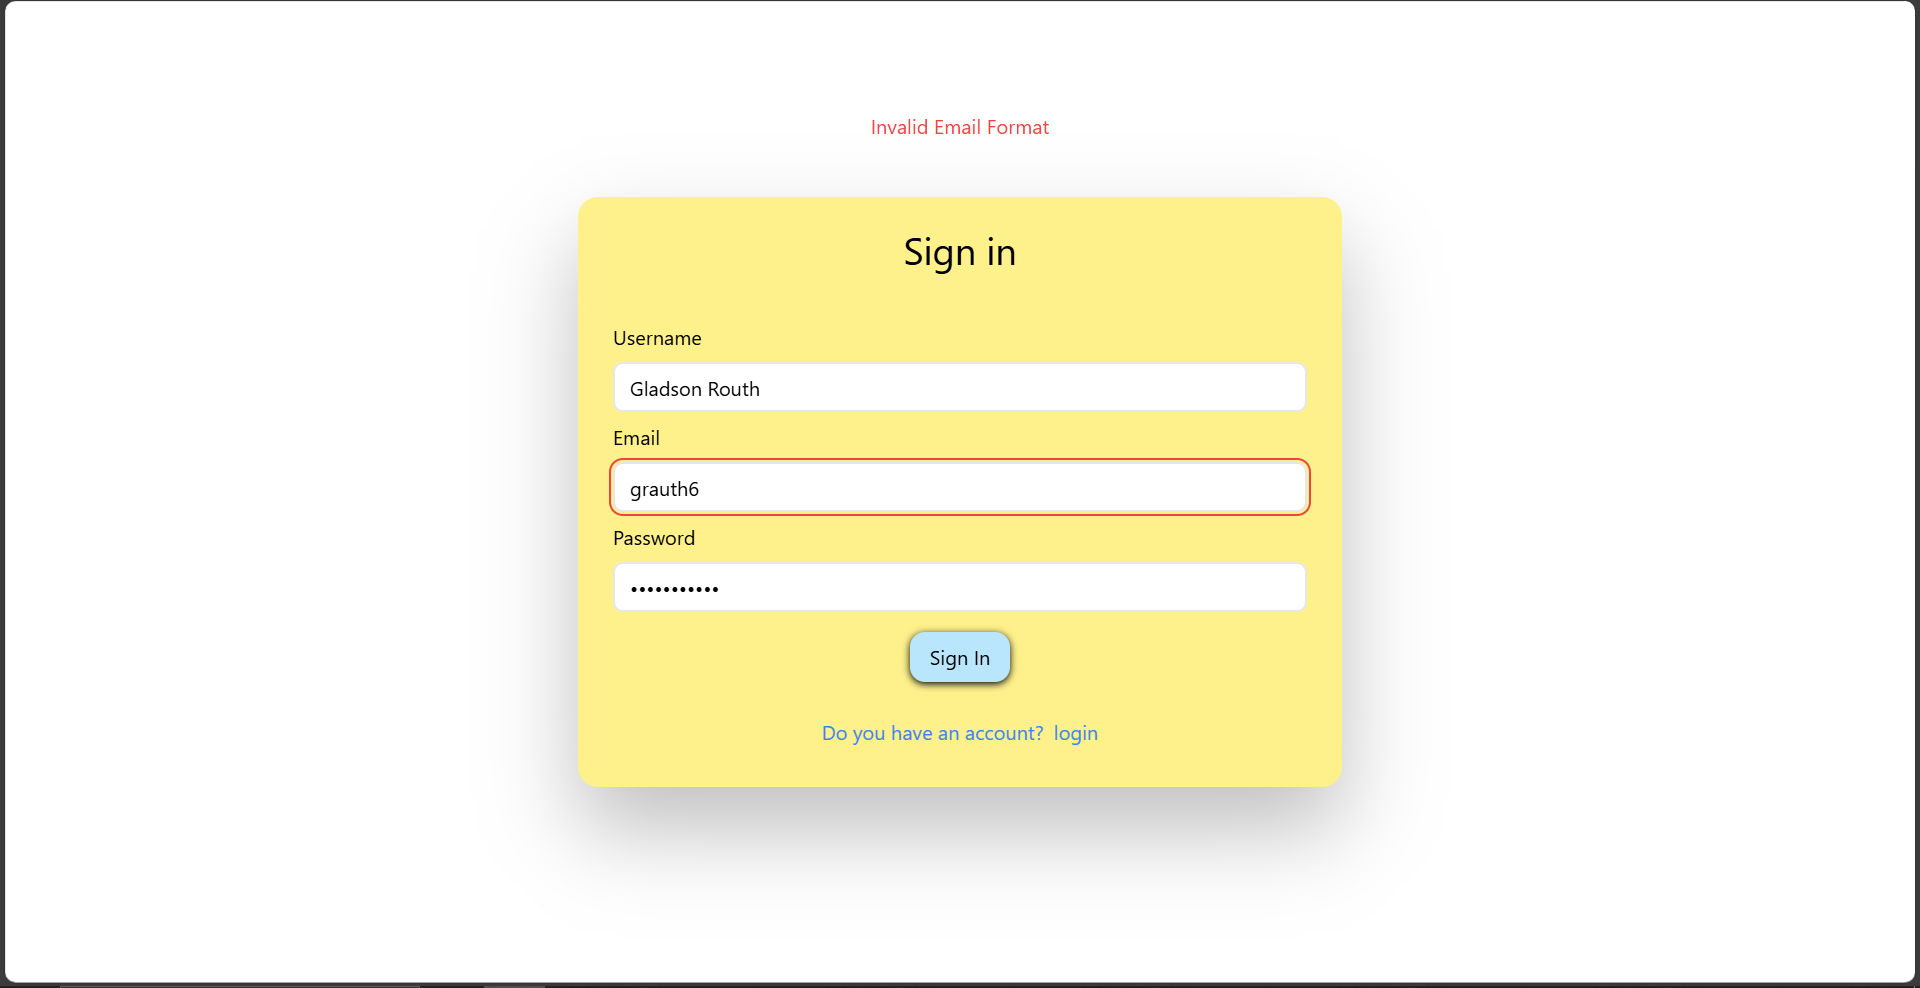 Invalid Email Format
Sign in
Username
Gladson Routh
Email
grauth6
Password
•••••••••••
Sign In
Do you have an account? login